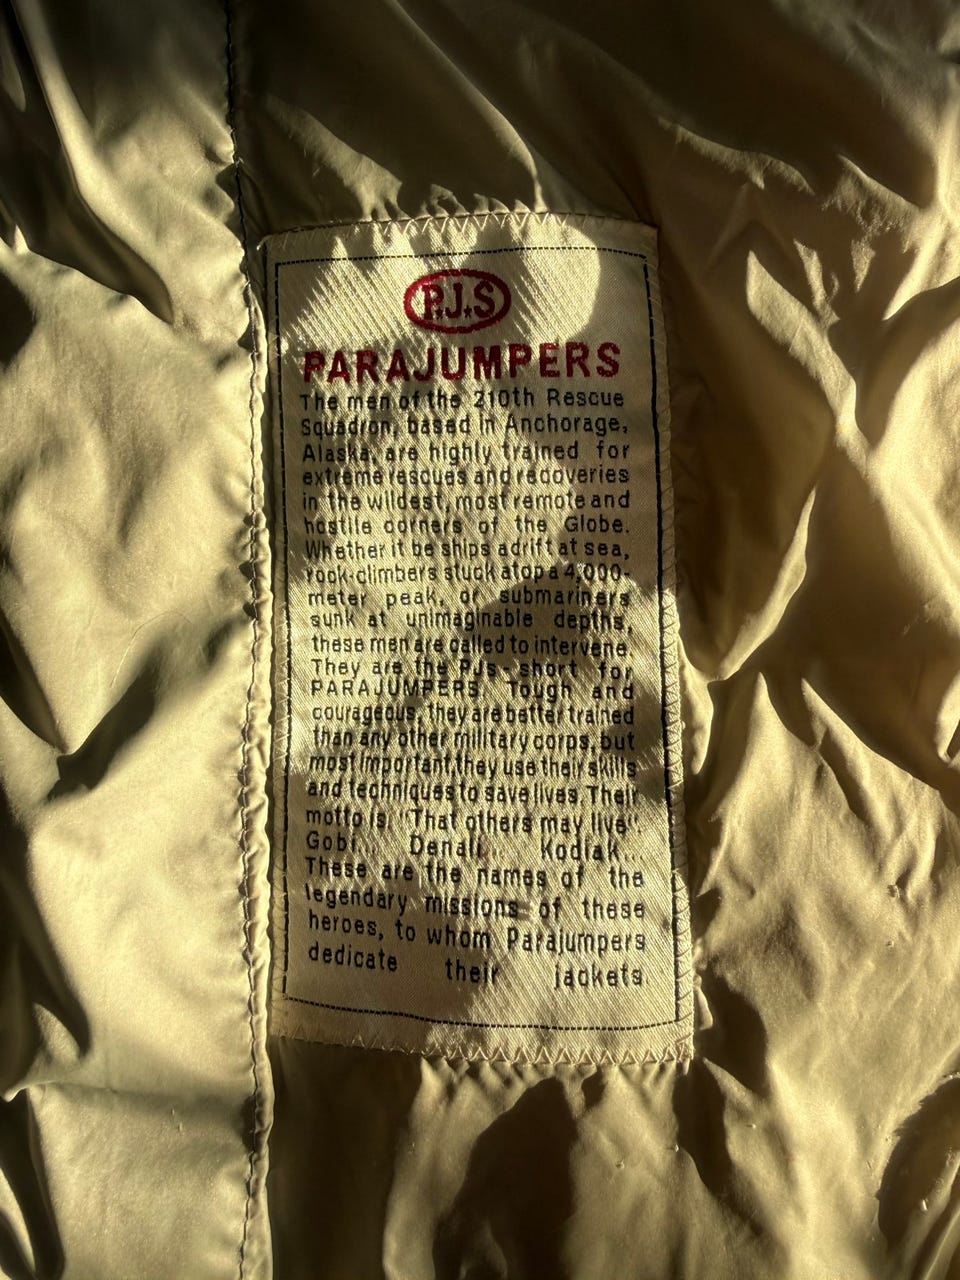 P.J.S
PARAJUMPERS
The men of the 210th Rescue
Squadron, based in Anchorage,
Alaska, are highly trained for
extreme rescues and recoveries
in the wildest, most remote and
hostile corners of the Globe.
Whether it be ships adrift at sea,
rock-climbers stuck atop a 4,000-
meter peak, or submariners
sunk at unimaginable depths,
these men are called to intervene.
They are the PJs - short for
PARAJUMPERS. Tough and
courageous, they are better trained
than any other military corps, but
most important,they use their skills
and techniques to save lives. Their
motto is: "That others may live".
Gobi... Denali... Kodiak...
These are the names of the
legendary missions of these
heroes, to whom Parajumpers
dedicate their jackets.